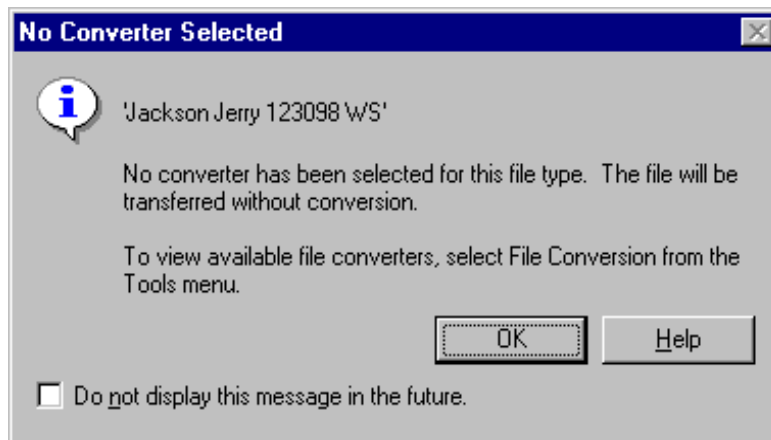 No Converter Selected
'Jackson Jerry 123098 WS'
No converter has been selected for this file type. The file will be
transferred without conversion.
To view available file converters, select File Conversion from the
Tools menu.
OK
Help
Do not display this message in the future.